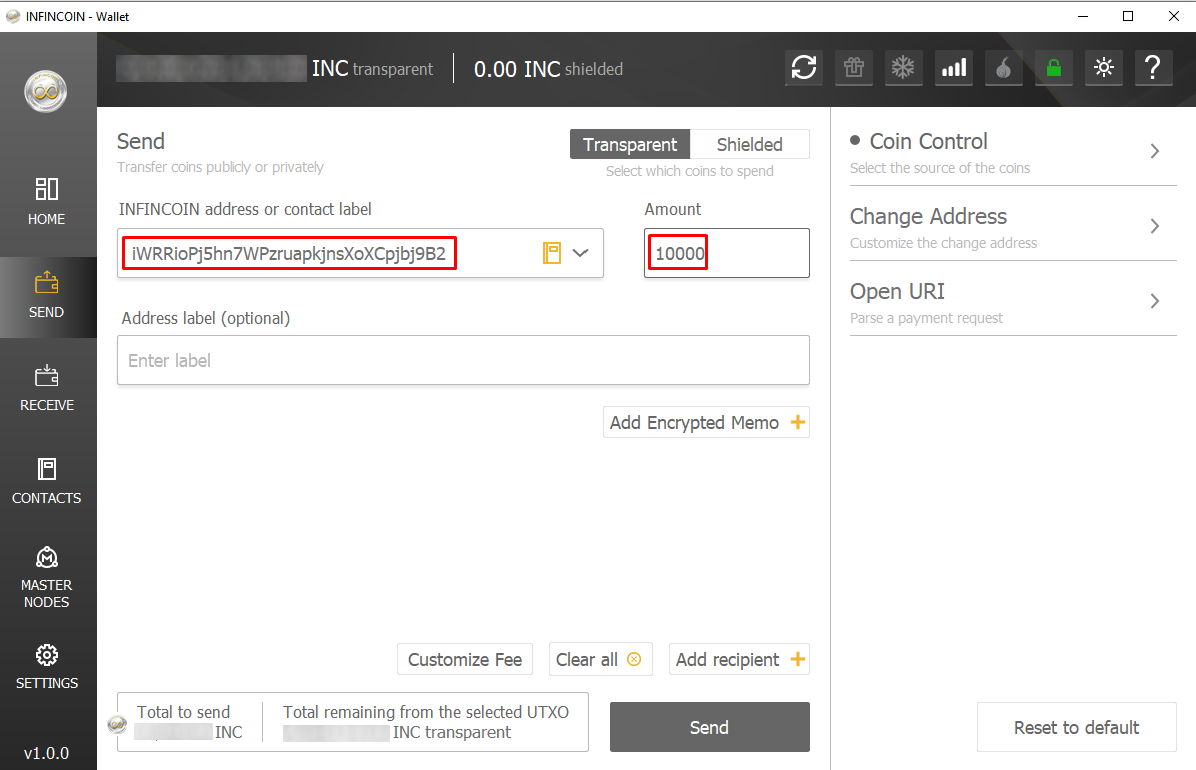 INFINCOIN - Wallet
INC transparent
0.00 INC shielded
HOME
SEND
RECEIVE
CONTACTS
MASTER
NODES
SETTINGS
v1.0.0
Send
Transfer coins publicly or privately
Transparent
Shielded
Select which coins to spend
INFINCOIN address or contact label
Amount
iWRRioPj5hn7WPzruapkjnsXoXCpjbj9B2
10000
Address label (optional)
Enter label
Add Encrypted Memo
Customize Fee
Clear all
Add recipient
Total to send
INC
Total remaining from the selected UTXO
INC transparent
Send
Coin Control
Select the source of the coins
Change Address
Customize the change address
Open URI
Parse a payment request
Reset to default